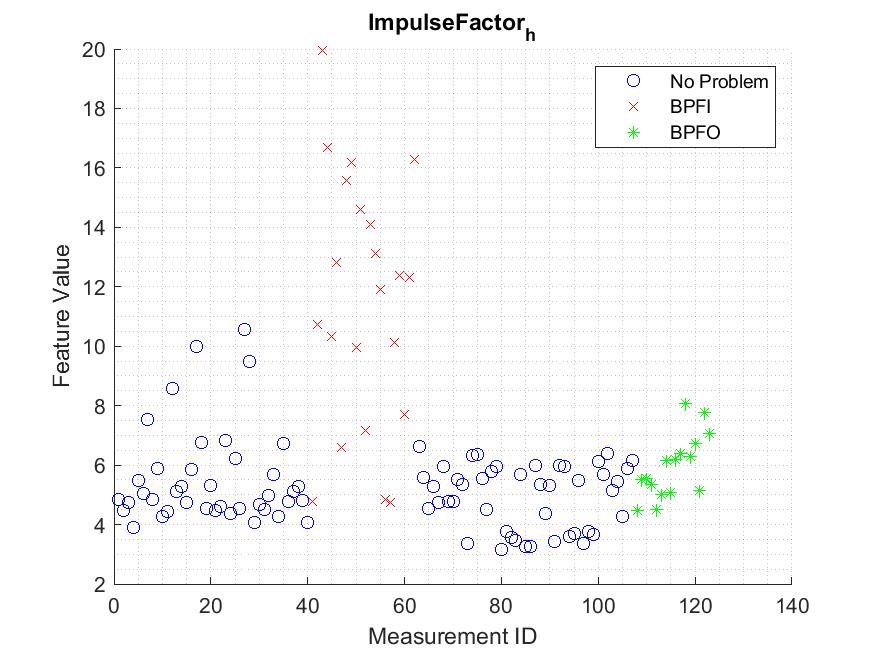 ImpulseFactor_h
20
18
16
14
12
10
8
6
4
2
Feature Value
No Problem
BPFI
BPFO
0 20 40 60 80 100 120 140
Measurement ID